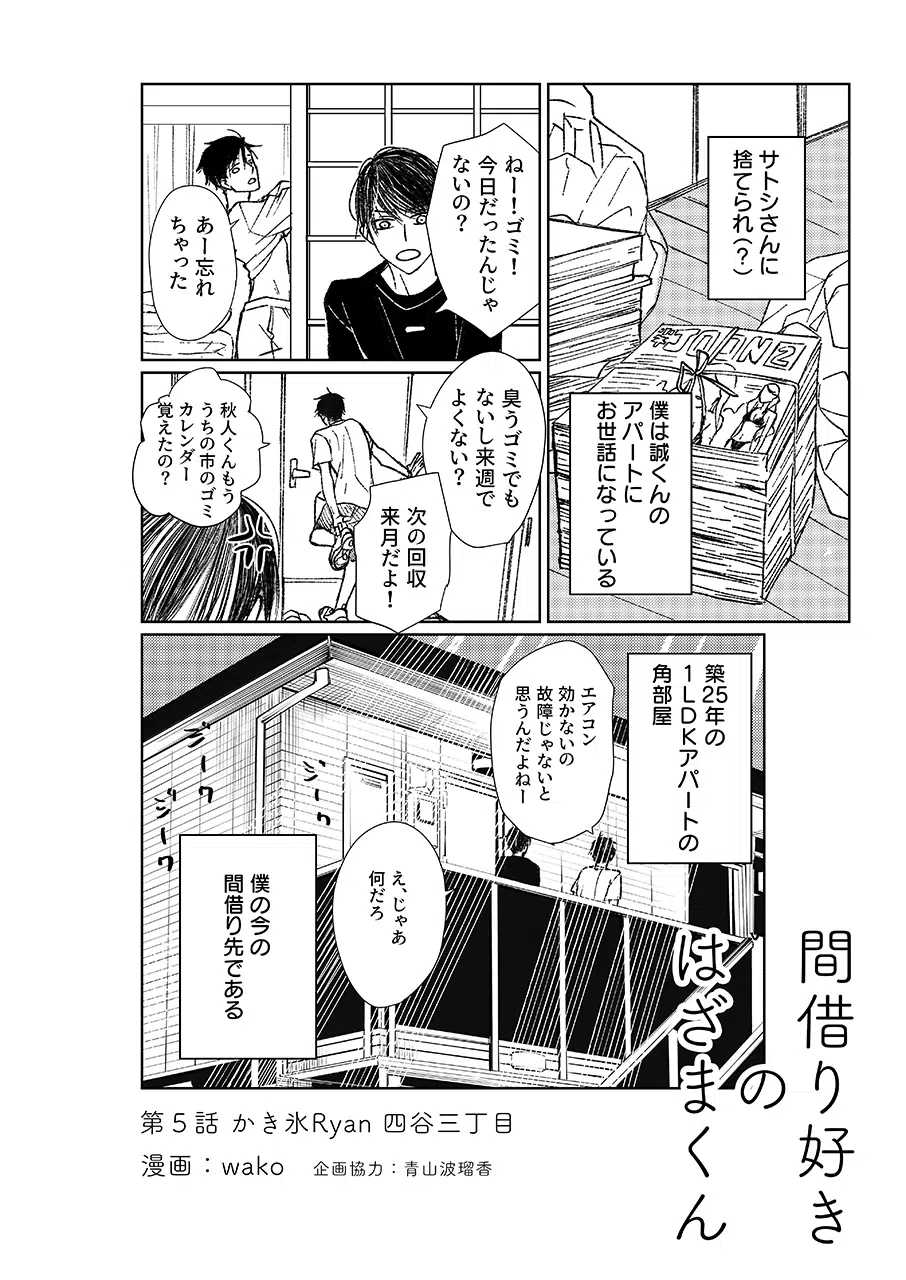 サトシさんに
捨てられ(？)
僕は誠くんの
アパートに
お世話になっている
ねー！ゴミ！
今日だったんじゃ
ないの？
あー忘れ
ちゃった
臭うゴミでも
ないし来週で
よくない？
次の回収
来月だよ！
秋人くんもう
うちの市のゴミ
カレンダー
覚えたの？
築25年の
1LDKアパートの
角部屋
エアコン
効かないの
故障じゃないと
思うんだよねー
え、じゃあ
何だろ
ジーク
ジーク
ジーク
僕の今の
間借り先である
間借り好き
の
はざまくん
第5話 かき氷Ryan 四谷三丁目
漫画：wako 企画協力：青山波瑠香